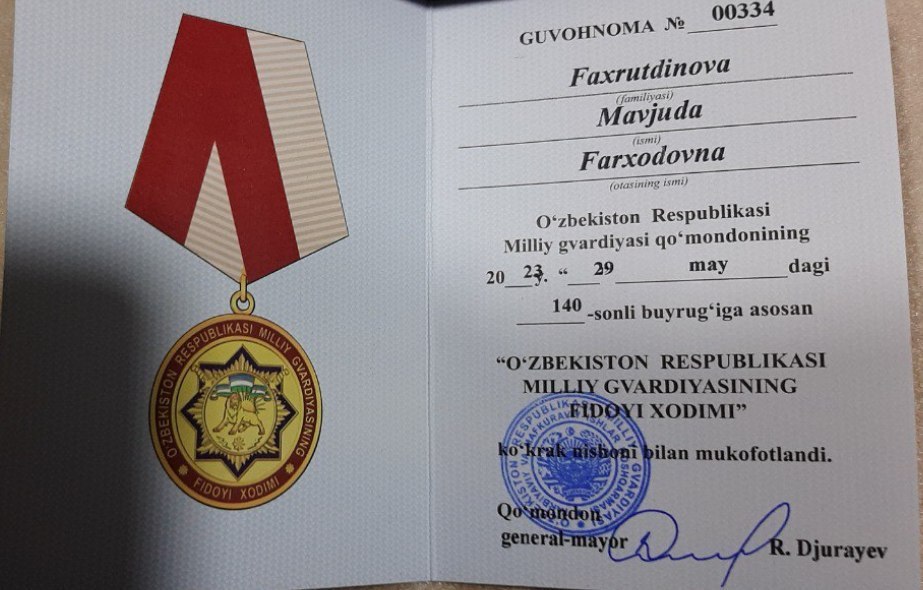 O‘ZBEKISTON RESPUBLIKASI MILLIY GVARDIYASINING
FIDOYI XODIMI
GUVOHNOMA № 00334
Faxrutdinova
(familiyasi)
Mavjuda
(ismi)
Farxodovna
(otasining ismi)
O‘zbekiston Respublikasi
Milliy gvardiyasi qo‘mondonining
20 23 y. “ 29 may dagi
140 -sonli buyrug‘iga asosan
“O‘ZBEKISTON RESPUBLIKASI
MILLIY GVARDIYASINING
FIDOYI XODIMI”
ko‘krak nishoni bilan mukofotlandi.
Qo‘mondon
general-mayor R. Djurayev